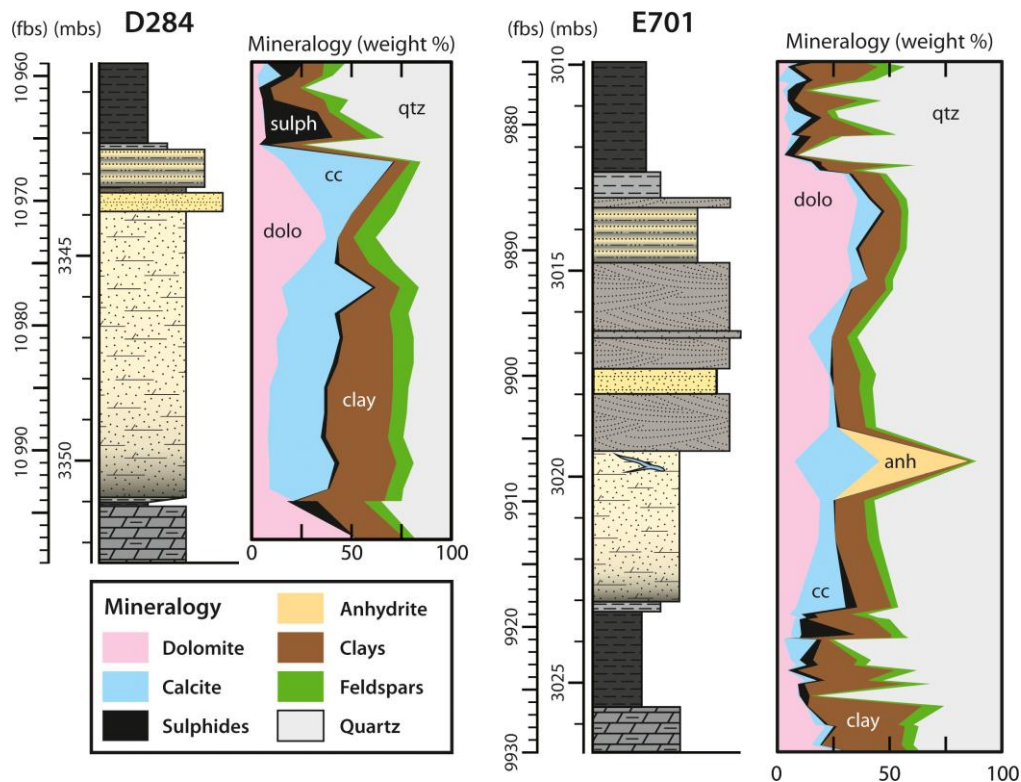 (fbs) (mbs) D284
Mineralogy (weight %)
10 960
10 970
10 980
10 990
3345
3350
sulph
qtz
cc
dolo
clay
0 50 100
(fbs) (mbs) E701
Mineralogy (weight %)
9880
9890
9900
9910
9920
9930
3010
3015
3020
3025
qtz
dolo
anh
cc
clay
0 50 100
Mineralogy
Dolomite
Calcite
Sulphides
Anhydrite
Clays
Feldspars
Quartz